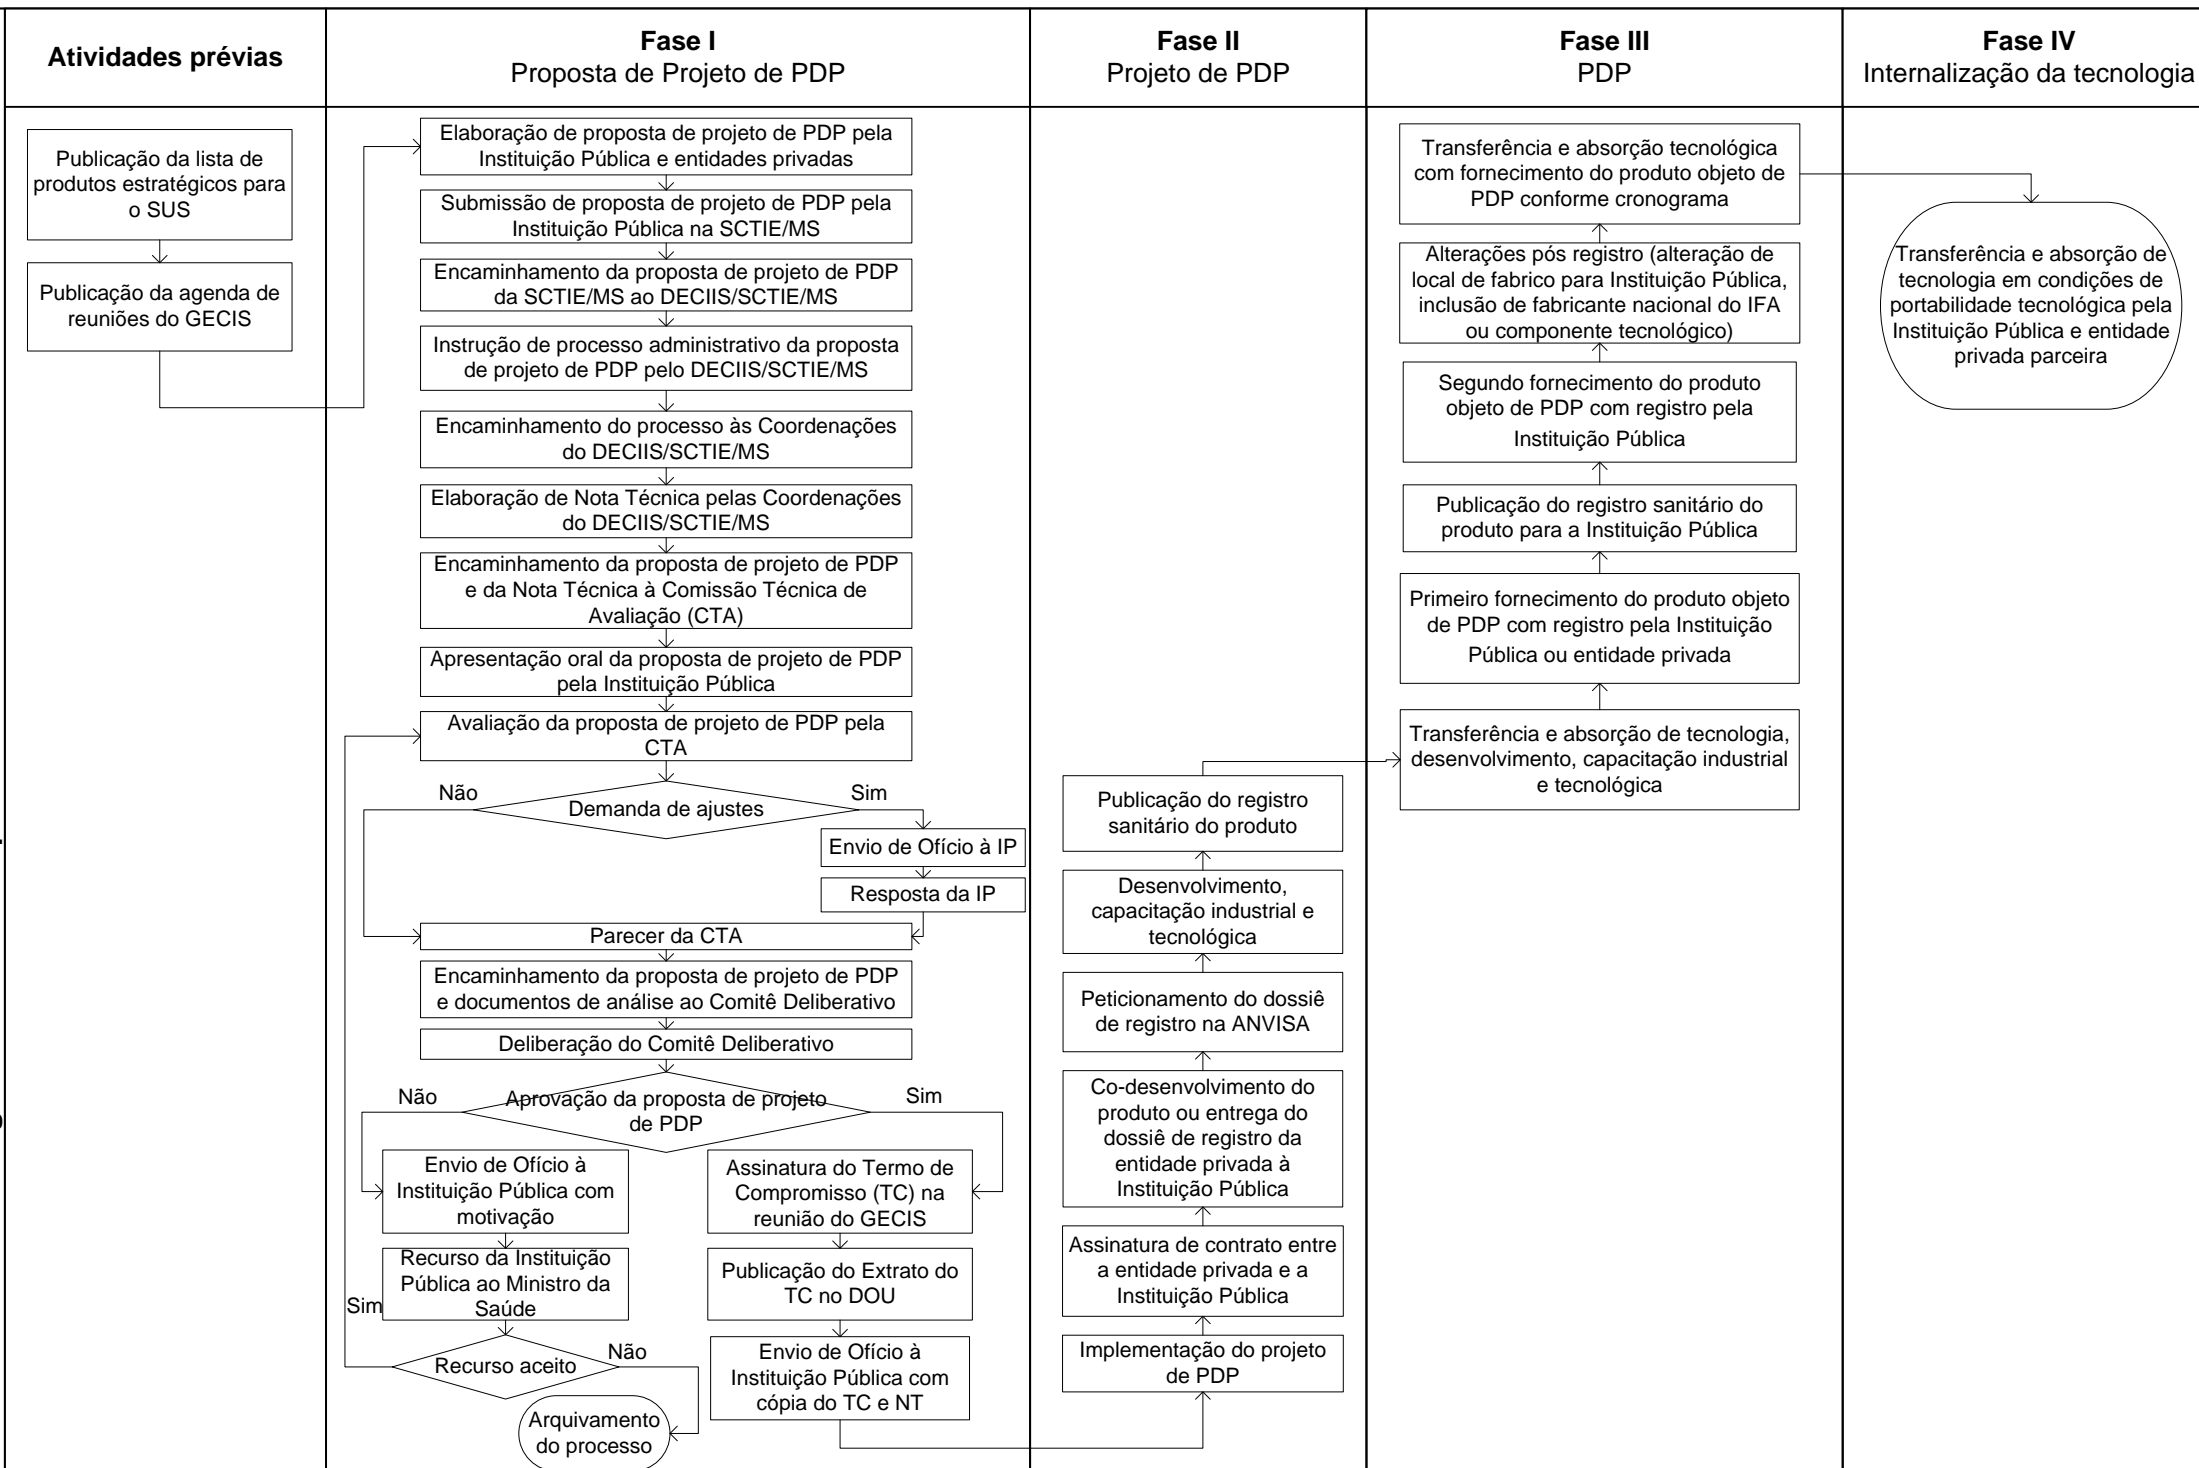 Atividades prévias
Fase I
Proposta de Projeto de PDP
Fase II
Projeto de PDP
Fase III
PDP
Fase IV
Internalização da tecnologia
Publicação da lista de
produtos estratégicos para
o SUS
Publicação da agenda de
reuniões do GECIS
Elaboração de proposta de projeto de PDP pela
Instituição Pública e entidades privadas
Submissão de proposta de projeto de PDP pela
Instituição Pública na SCTIE/MS
Encaminhamento da proposta de projeto de PDP
da SCTIE/MS ao DECIIS/SCTIE/MS
Instrução de processo administrativo da proposta
de projeto de PDP pelo DECIIS/SCTIE/MS
Encaminhamento do processo às Coordenações
do DECIIS/SCTIE/MS
Elaboração de Nota Técnica pelas Coordenações
do DECIIS/SCTIE/MS
Encaminhamento da proposta de projeto de PDP
e da Nota Técnica à Comissão Técnica de
Avaliação (CTA)
Apresentação oral da proposta de projeto de PDP
pela Instituição Pública
Avaliação da proposta de projeto de PDP pela
CTA
Não
Demanda de ajustes
Sim
Envio de Ofício à IP
Resposta da IP
Parecer da CTA
Encaminhamento da proposta de projeto de PDP
e documentos de análise ao Comitê Deliberativo
Deliberação do Comitê Deliberativo
Não
Aprovação da proposta de projeto
de PDP
Sim
Envio de Ofício à
Instituição Pública com
motivação
Recurso da Instituição
Pública ao Ministro da
Saúde
Sim
Recurso aceito
Não
Arquivamento
do processo
Assinatura do Termo de
Compromisso (TC) na
reunião do GECIS
Publicação do Extrato do
TC no DOU
Envio de Ofício à
Instituição Pública com
cópia do TC e NT
Publicação do registro
sanitário do produto
Desenvolvimento,
capacitação industrial e
tecnológica
Peticionamento do dossiê
de registro na ANVISA
Co-desenvolvimento do
produto ou entrega do
dossiê de registro da
entidade privada à
Instituição Pública
Assinatura de contrato entre
a entidade privada e a
Instituição Pública
Implementação do projeto
de PDP
Transferência e absorção tecnológica
com fornecimento do produto objeto de
PDP conforme cronograma
Alterações pós registro (alteração de
local de fabrico para Instituição Pública,
inclusão de fabricante nacional do IFA
ou componente tecnológico)
Segundo fornecimento do produto
objeto de PDP com registro pela
Instituição Pública
Publicação do registro sanitário do
produto para a Instituição Pública
Primeiro fornecimento do produto objeto
de PDP com registro pela Instituição
Pública ou entidade privada
Transferência e absorção de tecnologia,
desenvolvimento, capacitação industrial
e tecnológica
Transferência e absorção de
tecnologia em condições de
portabilidade tecnológica pela
Instituição Pública e entidade
privada parceira